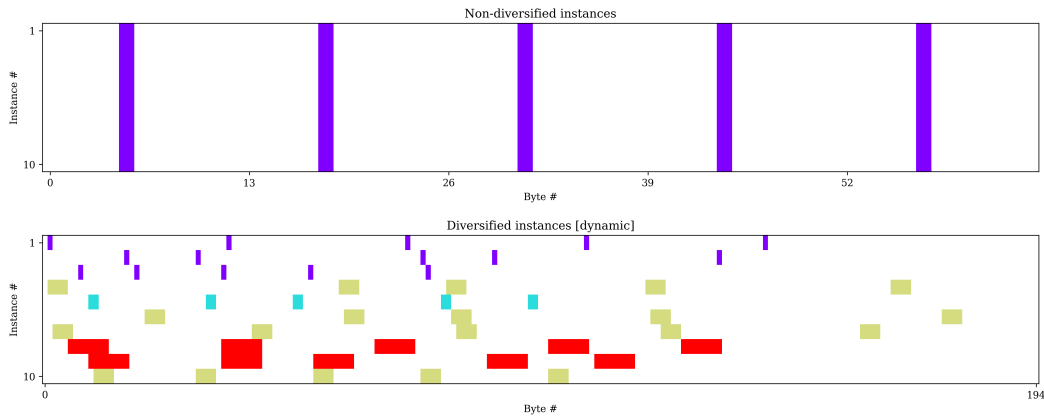 Non-diversified instances
1
Instance #
10
0 13 26 39 52
Byte #
Diversified instances [dynamic]
1
Instance #
10
0 194
Byte #